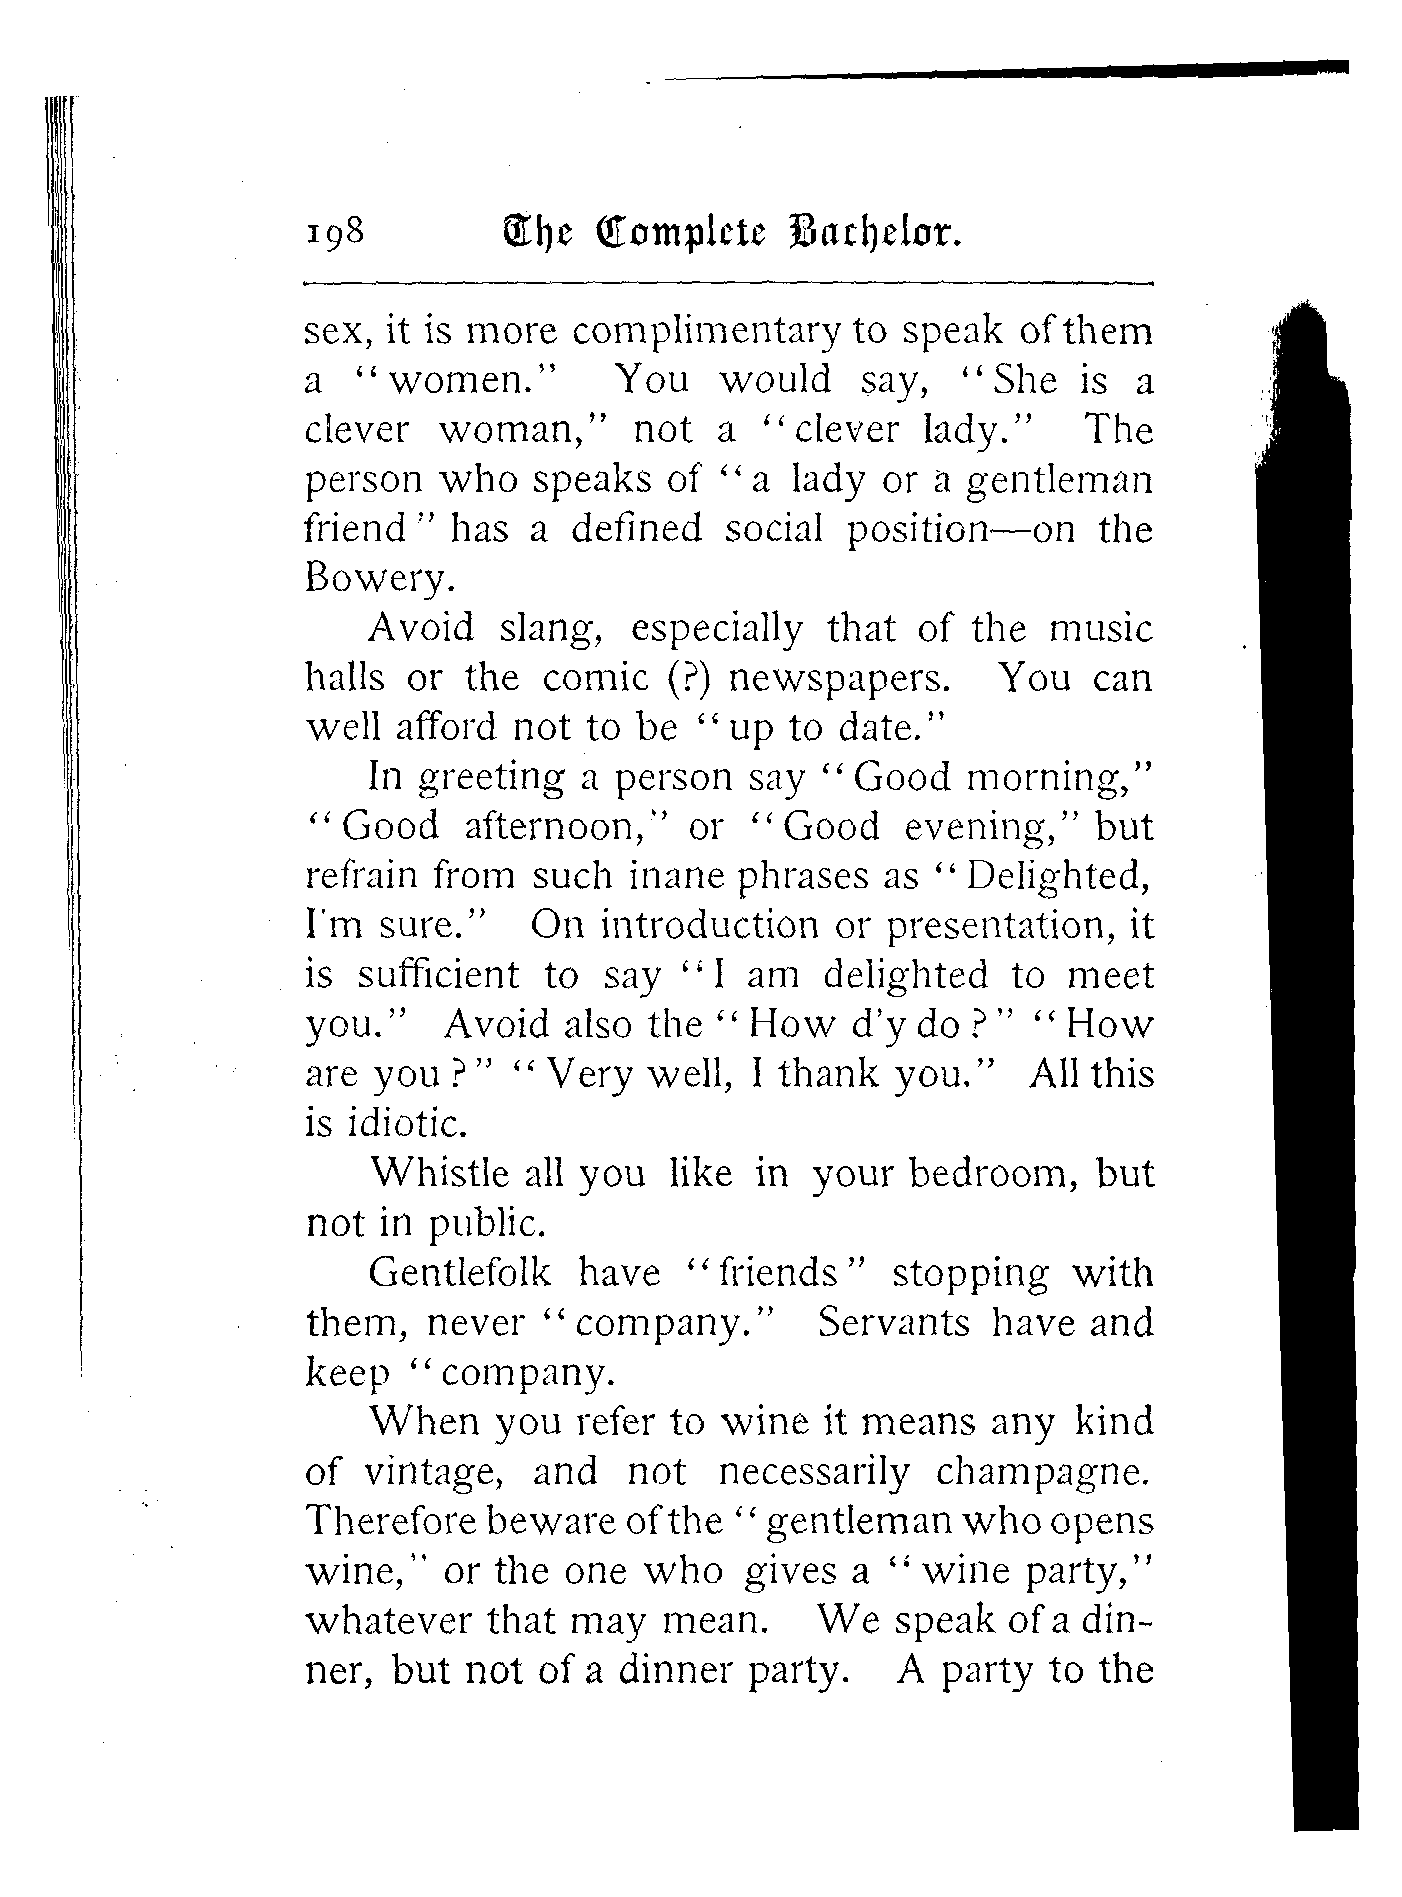 198 The Complete Bachelor.
sex, it is more complimentary to speak of them
a “women.” You would say, “She is a
clever woman,” not a “clever lady.” The
person who speaks of “a lady or a gentleman
friend” has a defined social position—on the
Bowery.
Avoid slang, especially that of the music
halls or the comic (?) newspapers. You can
well afford not to be “up to date.”
In greeting a person say “Good morning,”
“Good afternoon,” or “Good evening,” but
refrain from such inane phrases as “Delighted,
I'm sure.” On introduction or presentation, it
is sufficient to say “I am delighted to meet
you.” Avoid also the “How d'y do?” “How
are you?” “Very well, I thank you.” All this
is idiotic.
Whistle all you like in your bedroom, but
not in public.
Gentlefolk have “friends” stopping with
them, never “company.” Servants have and
keep “company.
When you refer to wine it means any kind
of vintage, and not necessarily champagne.
Therefore beware of the “gentleman who opens
wine,” or the one who gives a “wine party,”
whatever that may mean. We speak of a din-
ner, but not of a dinner party. A party to the